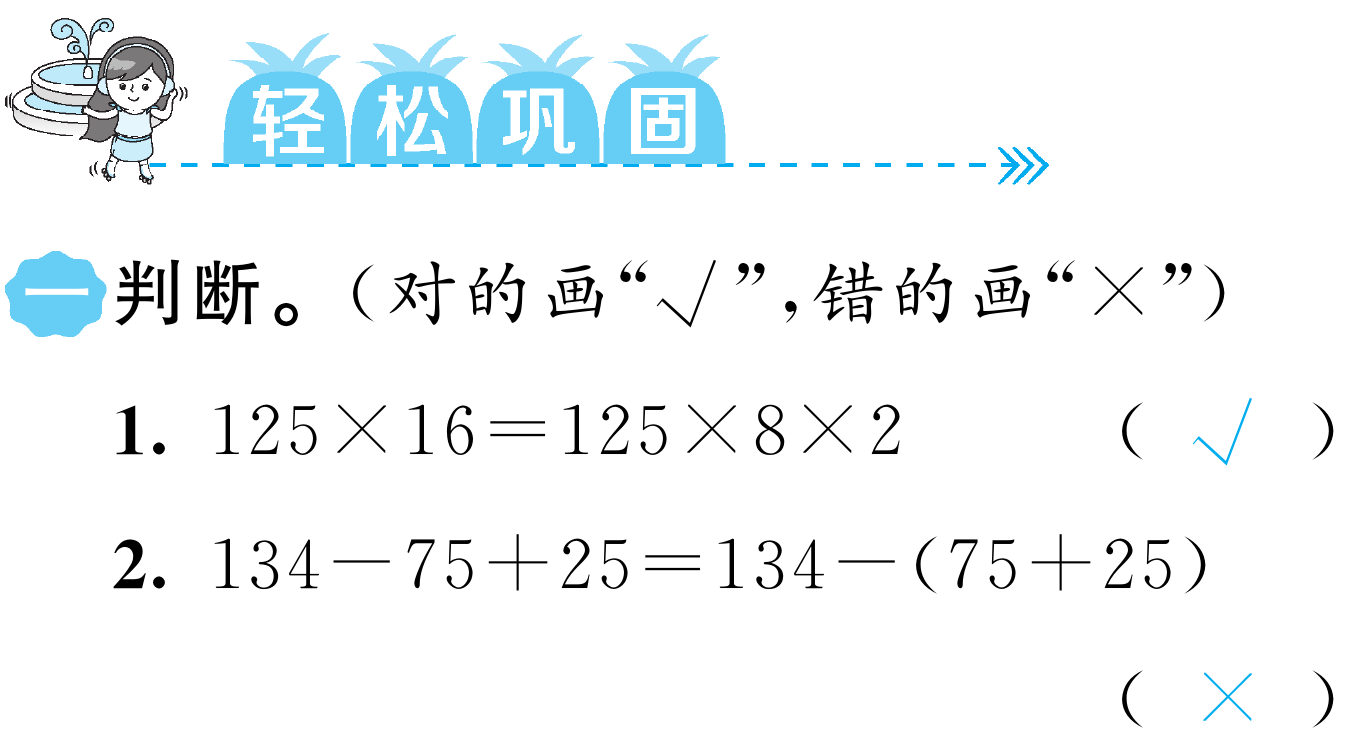 轻松巩固
一 判断。(对的画“√”,错的画“×”)
1. 125×16=125×8×2 ( √ )
2. 134-75+25=134-(75+25)
( × )